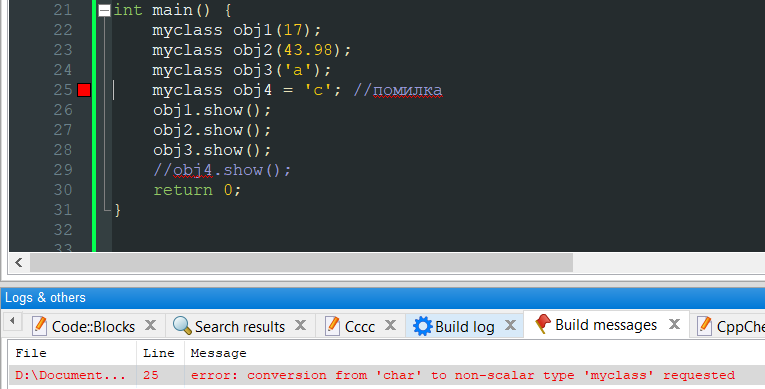 21 int main() {
22 myclass obj1(17);
23 myclass obj2(43.98);
24 myclass obj3('a');
25 myclass obj4 = 'c'; //помилка
26 obj1.show();
27 obj2.show();
28 obj3.show();
29 //obj4.show();
30 return 0;
31 }
32
33
Logs & others
Code::Blocks X Search results X Cccc X Build log X Build messages X CppChe
File Line Message
D:\Document... 25 error: conversion from 'char' to non-scalar type 'myclass' requested